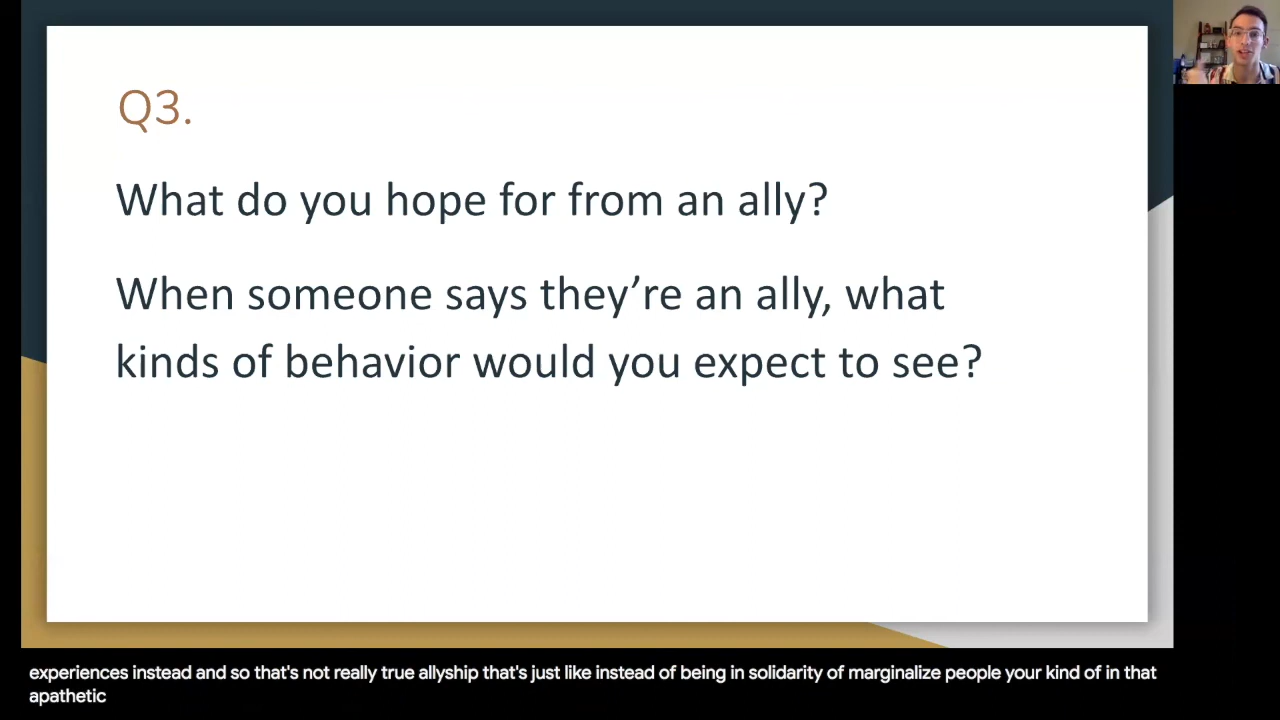 Q3.
What do you hope for from an ally?
When someone says they’re an ally, what
kinds of behavior would you expect to see?
experiences instead and so that's not really true allyship that's just like instead of being in solidarity of marginalize people your kind of in that
apathetic